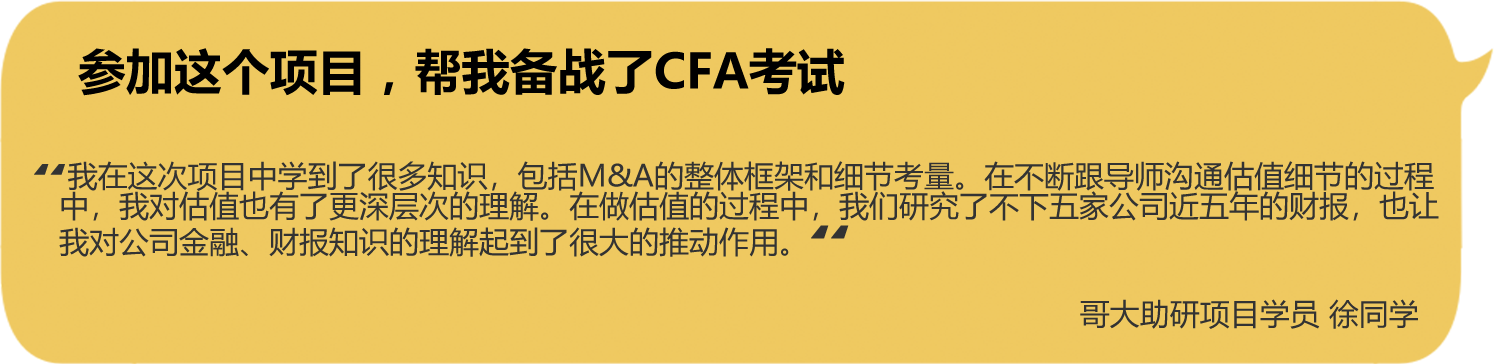 参加这个项目，帮我备战了CFA考试
“我在这次项目中学到了很多知识，包括M&A的整体框架和细节考量。在不断跟导师沟通估值细节的过程
中，我对估值也有了更深层次的理解。在做估值的过程中，我们研究了不下五家公司近五年的财报，也让
我对公司金融、财报知识的理解起到了很大的推动作用。“
哥大助研项目学员 徐同学